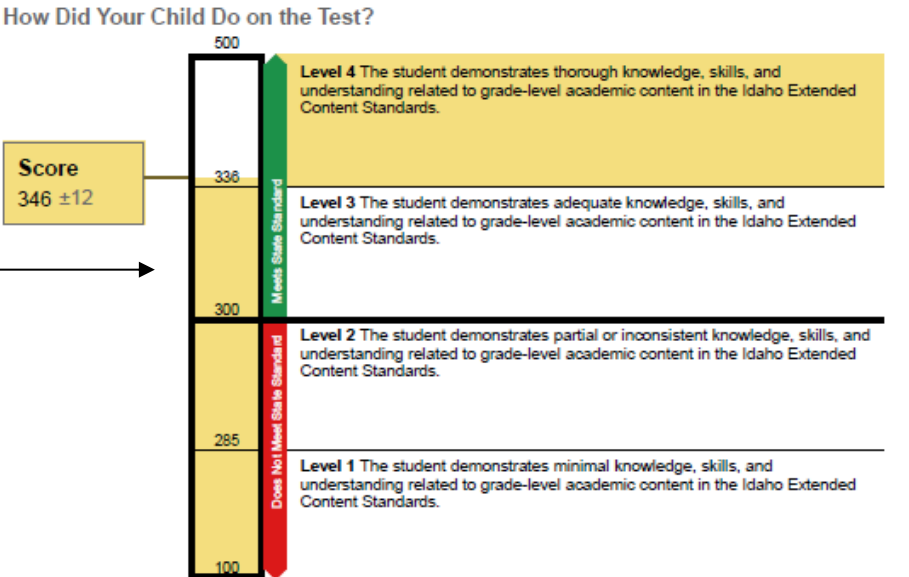 How Did Your Child Do on the Test?
500
Level 4 The student demonstrates thorough knowledge, skills, and
understanding related to grade-level academic content in the Idaho Extended
Content Standards.
Score
346 ±12
336
Level 3 The student demonstrates adequate knowledge, skills, and
understanding related to grade-level academic content in the Idaho Extended
Content Standards.
Meets State Standard
300
Level 2 The student demonstrates partial or inconsistent knowledge, skills, and
understanding related to grade-level academic content in the Idaho Extended
Content Standards.
Does Not Meet State Standard
285
Level 1 The student demonstrates minimal knowledge, skills, and
understanding related to grade-level academic content in the Idaho Extended
Content Standards.
100